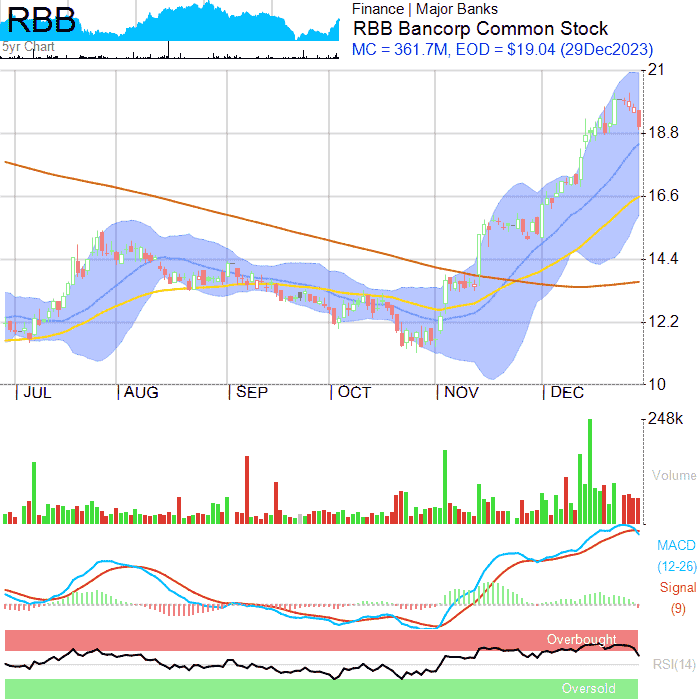 RBB
5yr Chart
Finance | Major Banks
RBB Bancorp Common Stock
MC = 361.7M, EOD = $19.04 (29Dec2023)
21
18.8
16.6
14.4
12.2
10
JUL AUG SEP OCT NOV DEC
248k
Volume
MACD
(12-26)
Signal
(9)
Overbought
RSI(14)
Oversold